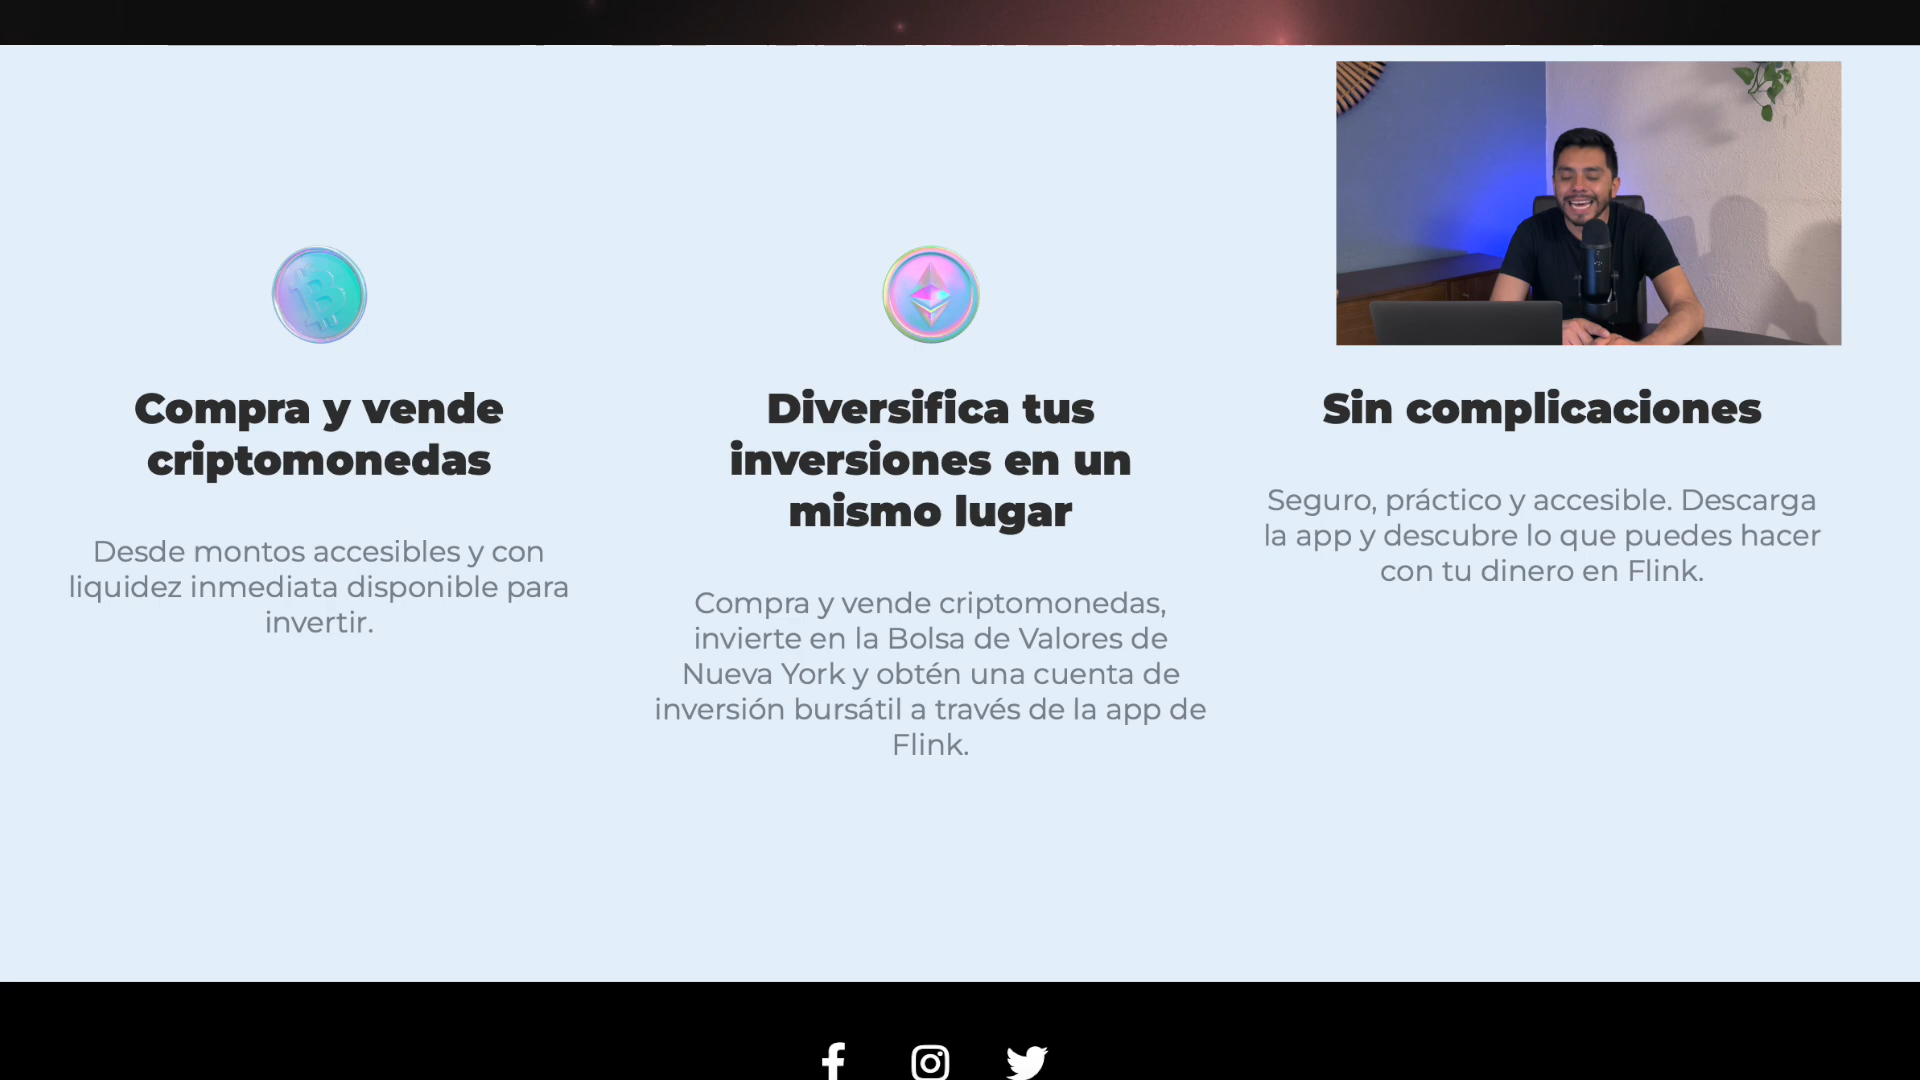 Compra y vende
criptomonedas
Desde montos accesibles y con
liquidez inmediata disponible para
invertir.
Diversifica tus
inversiones en un
mismo lugar
Compra y vende criptomonedas,
invierte en la Bolsa de Valores de
Nueva York y obtén una cuenta de
inversión bursátil a través de la app de
Flink.
Sin complicaciones
Seguro, práctico y accesible. Descarga
la app y descubre lo que puedes hacer
con tu dinero en Flink.